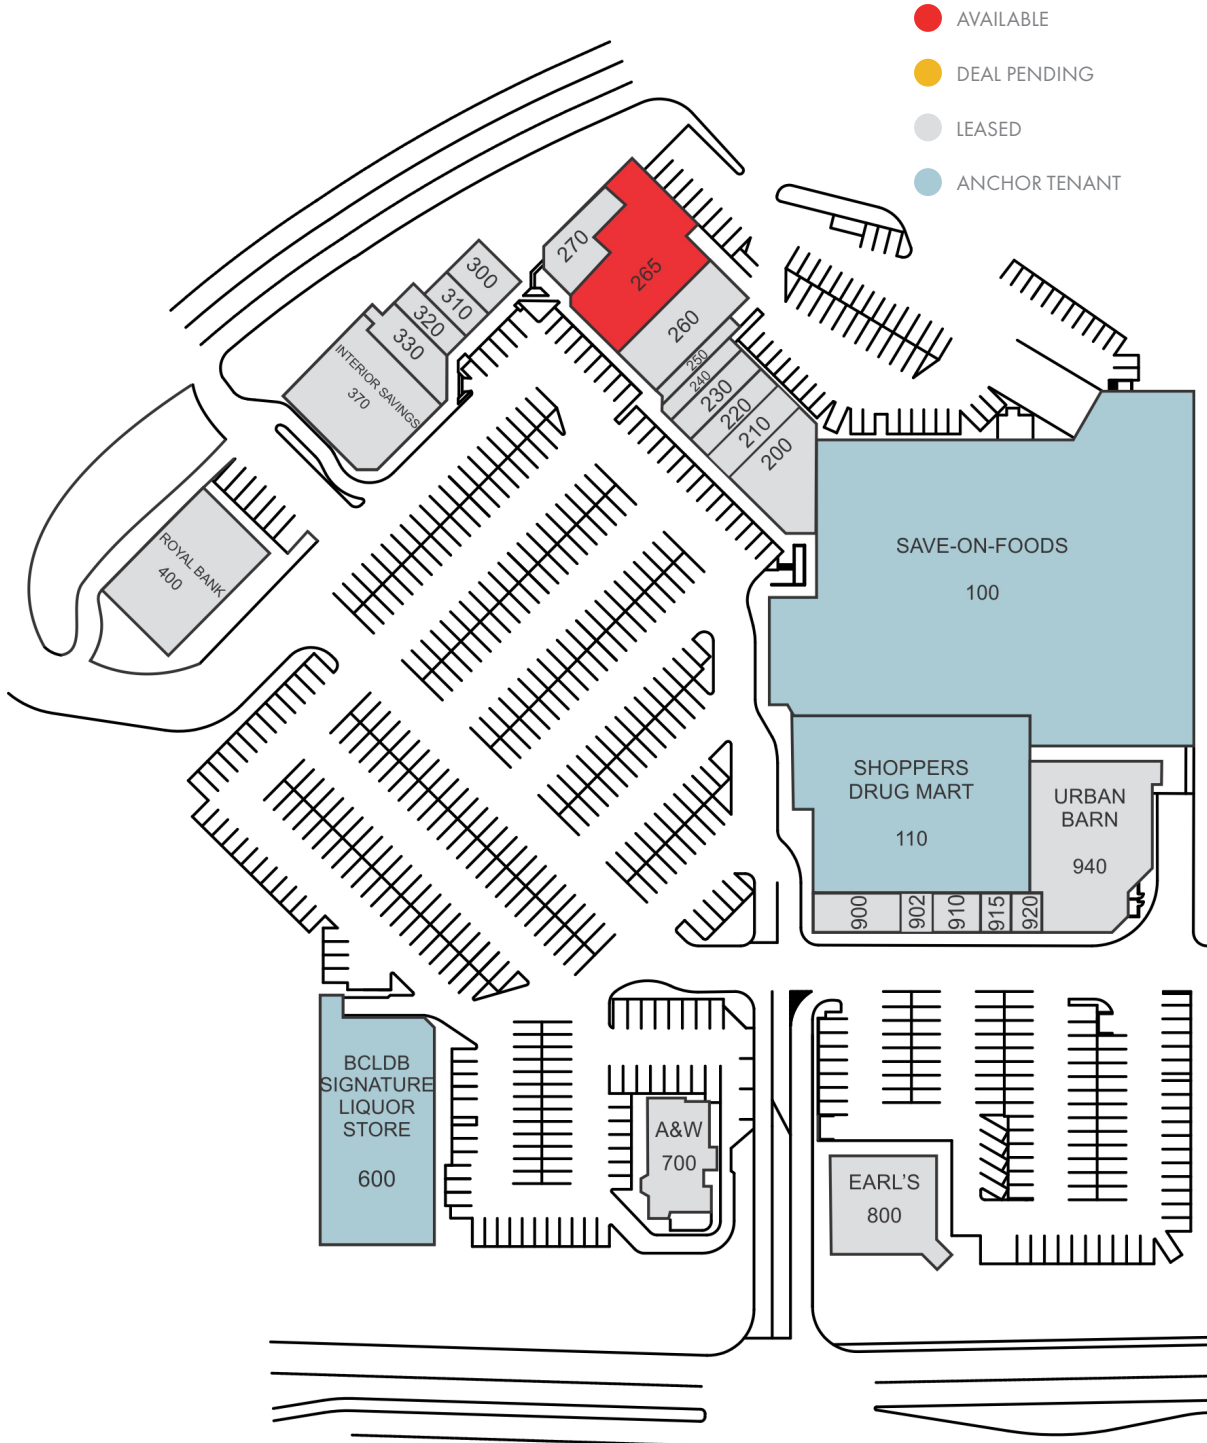 AVAILABLE
DEAL PENDING
LEASED
ANCHOR TENANT
270
265
260
250
240
230
220
210
200
300
310
320
330
INTERIOR SAVINGS
370
ROYAL BANK
400
SAVE-ON-FOODS
100
SHOPPERS
DRUG MART
110
URBAN
BARN
940
900
902
910
915
920
BCLDB
SIGNATURE
LIQUOR
STORE
600
A&W
700
EARL'S
800